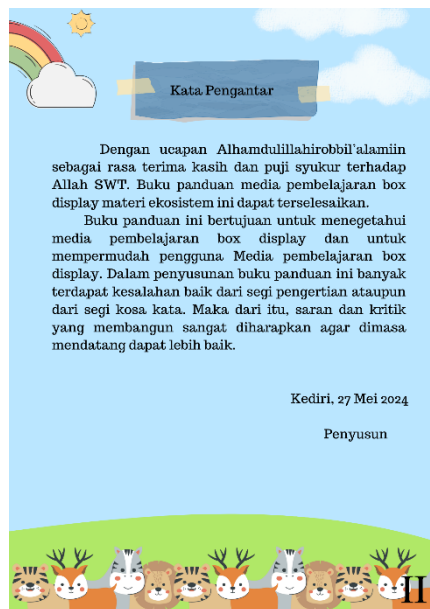 Kata Pengantar
Dengan ucapan Alhamdulillahirobbil'alamiin
sebagai rasa terima kasih dan puji syukur terhadap
Allah SWT. Buku panduan media pembelajaran box
display materi ekosistem ini dapat terselesaikan.
Buku panduan ini bertujuan untuk menegetahui
media pembelajaran box display dan untuk
mempermudah pengguna Media pembelajaran box
display. Dalam penyusunan buku panduan ini banyak
terdapat kesalahan baik dari segi pengertian ataupun
dari segi kosa kata. Maka dari itu, saran dan kritik
yang membangun sangat diharapkan agar dimasa
mendatang dapat lebih baik.
Kediri, 27 Mei 2024
Penyusun
II